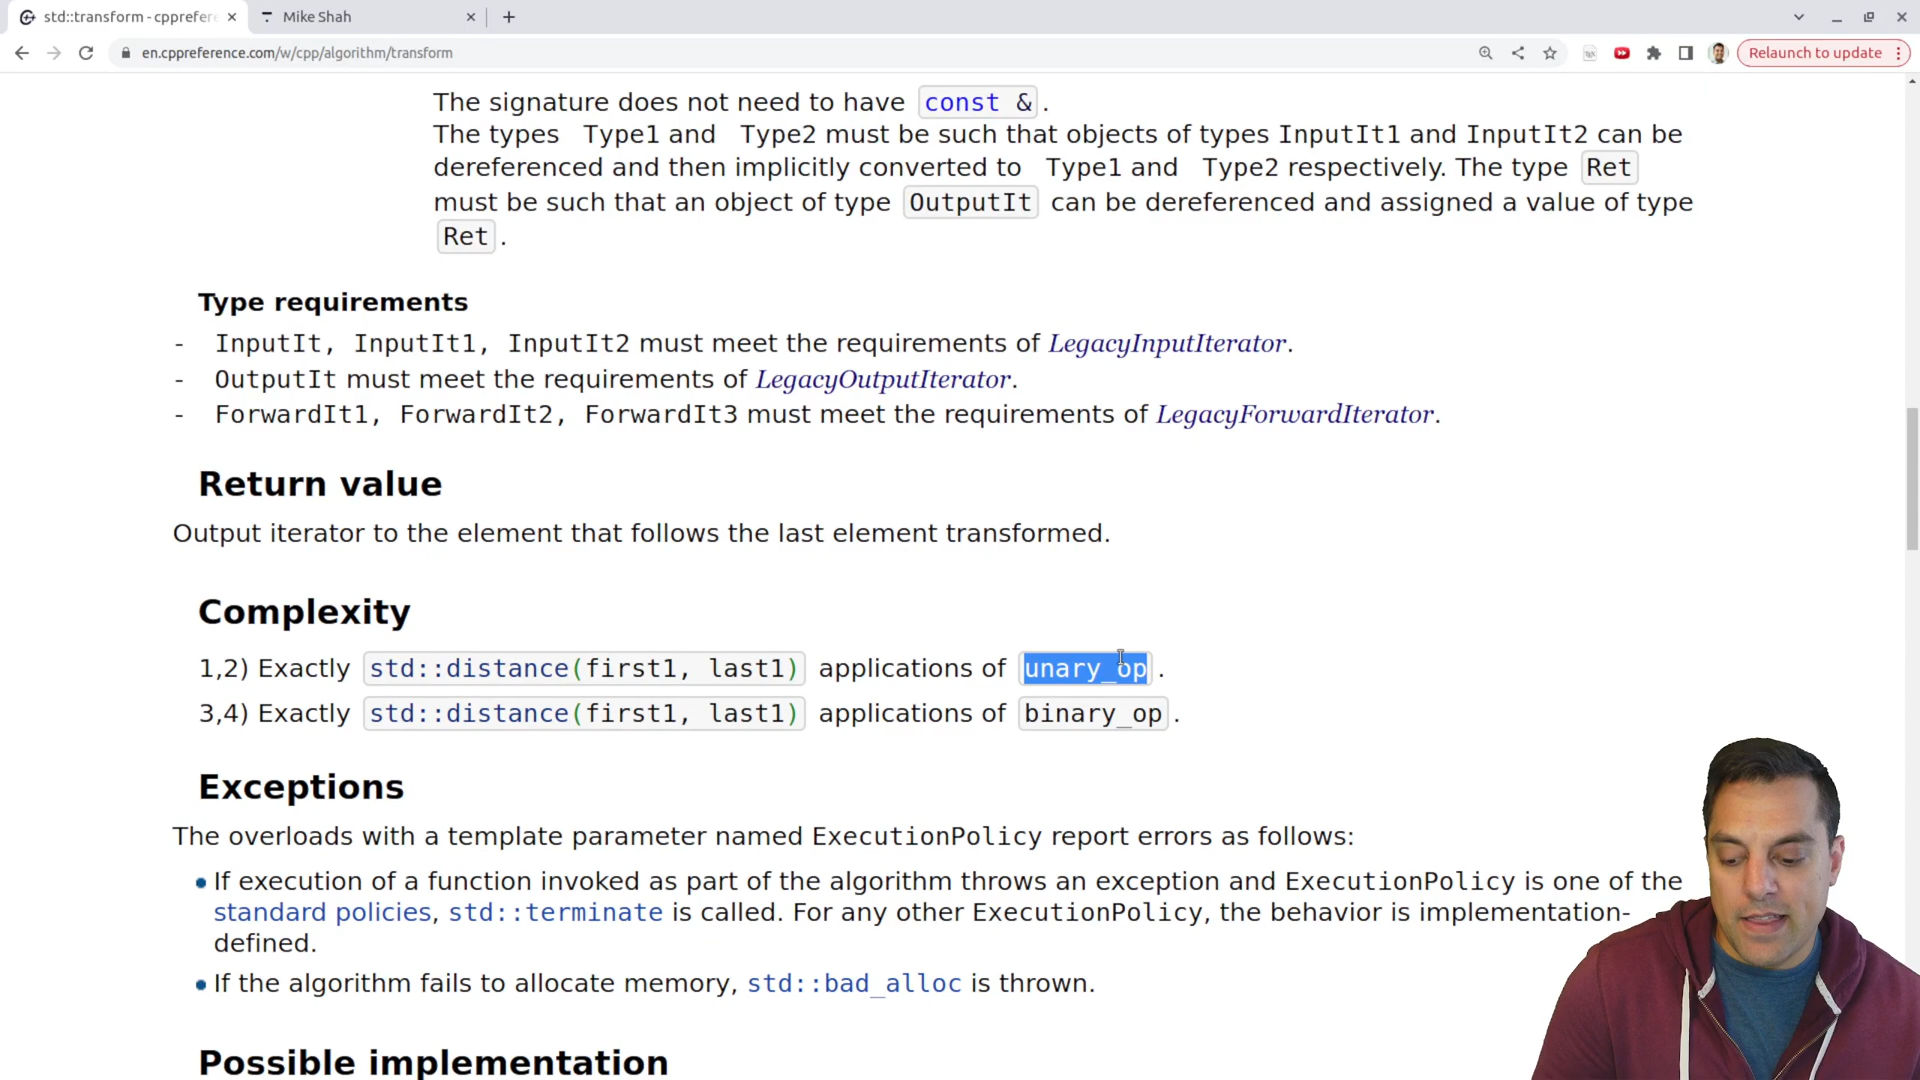 std::transform - cpprefere
Mike Shah
en.cppreference.com/w/cpp/algorithm/transform
Relaunch to update
The signature does not need to have const &.
The types Type1 and Type2 must be such that objects of types InputIt1 and InputIt2 can be
dereferenced and then implicitly converted to Type1 and Type2 respectively. The type Ret
must be such that an object of type OutputIt can be dereferenced and assigned a value of type
Ret.
Type requirements
- InputIt, InputIt1, InputIt2 must meet the requirements of LegacyInputIterator.
- OutputIt must meet the requirements of LegacyOutputIterator.
- ForwardIt1, ForwardIt2, ForwardIt3 must meet the requirements of LegacyForwardIterator.
Return value
Output iterator to the element that follows the last element transformed.
Complexity
1,2) Exactly std::distance(first1, last1) applications of unary_op.
3,4) Exactly std::distance(first1, last1) applications of binary_op.
Exceptions
The overloads with a template parameter named ExecutionPolicy report errors as follows:
If execution of a function invoked as part of the algorithm throws an exception and ExecutionPolicy is one of the
standard policies, std::terminate is called. For any other ExecutionPolicy, the behavior is implementation-
defined.
If the algorithm fails to allocate memory, std::bad_alloc is thrown.
Possible implementation